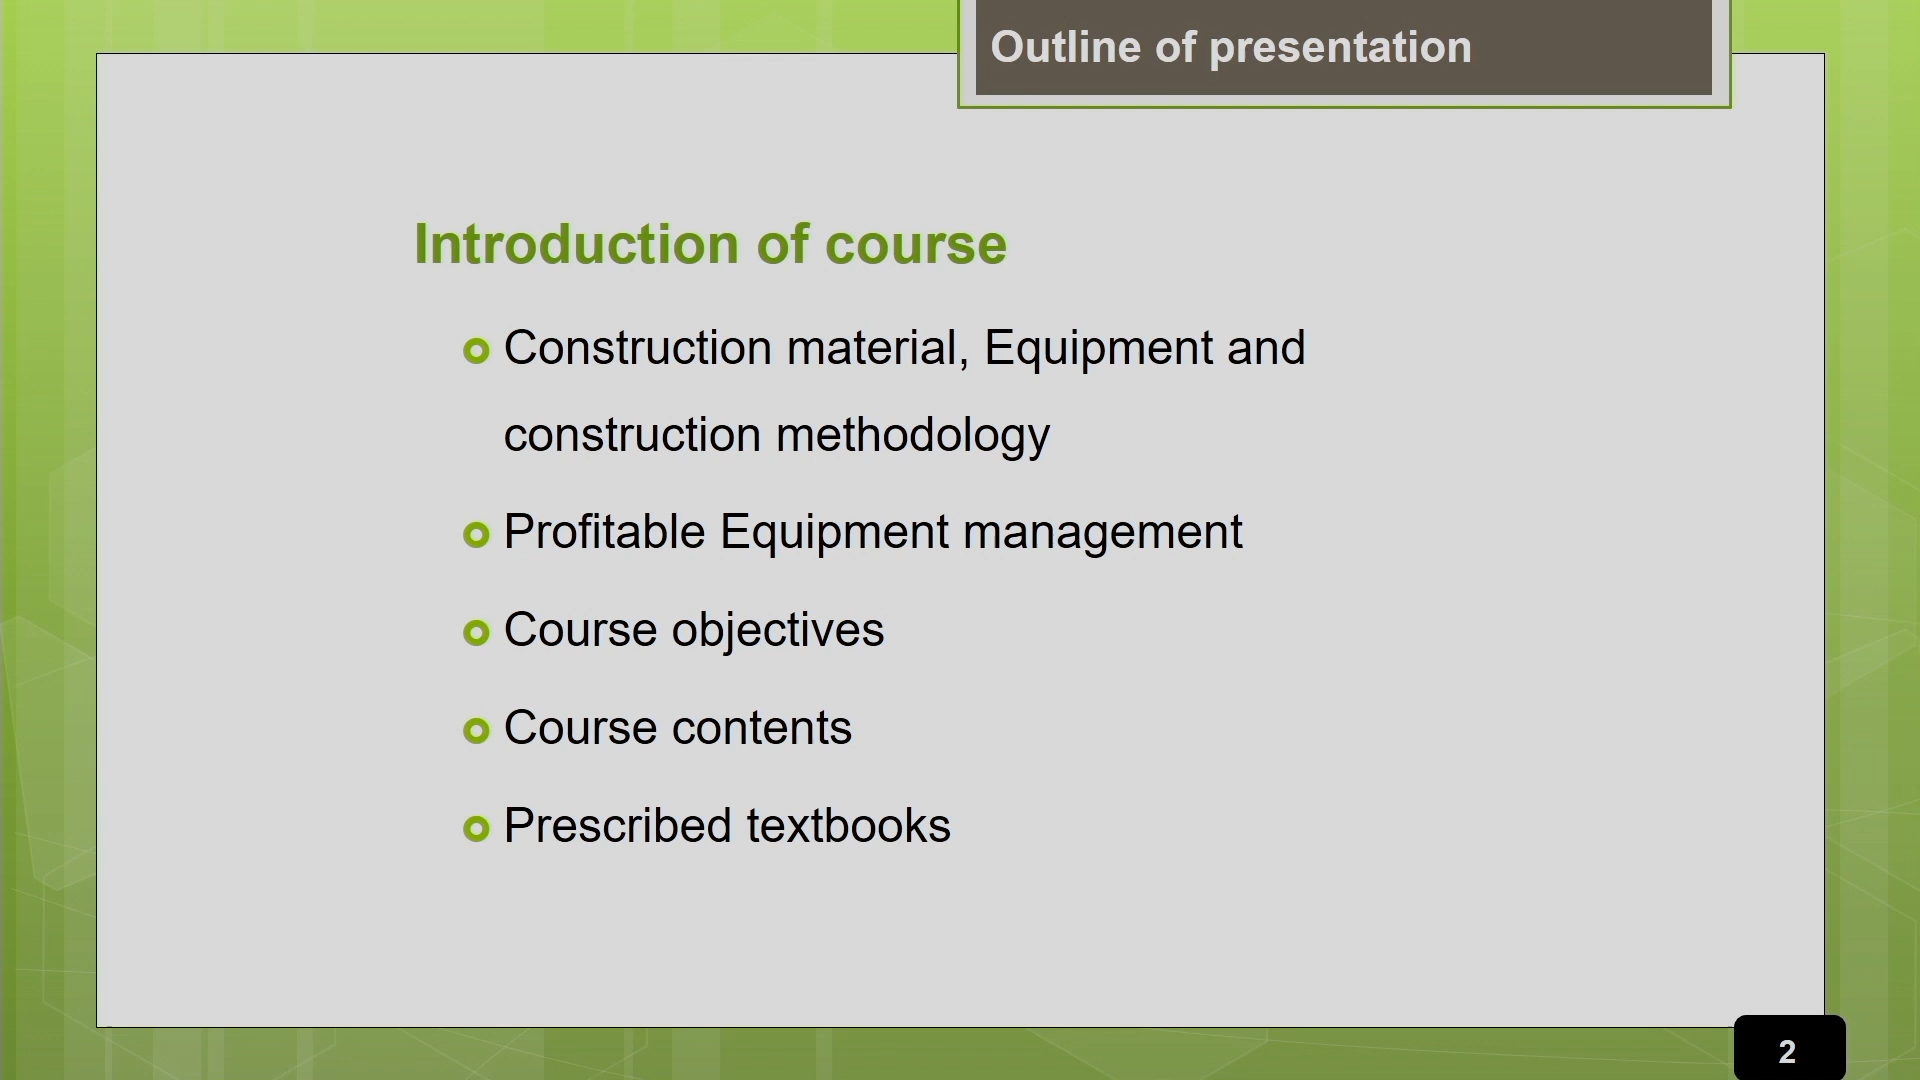 Outline of presentation
Introduction of course
Construction material, Equipment and
construction methodology
Profitable Equipment management
Course objectives
Course contents
Prescribed textbooks
2